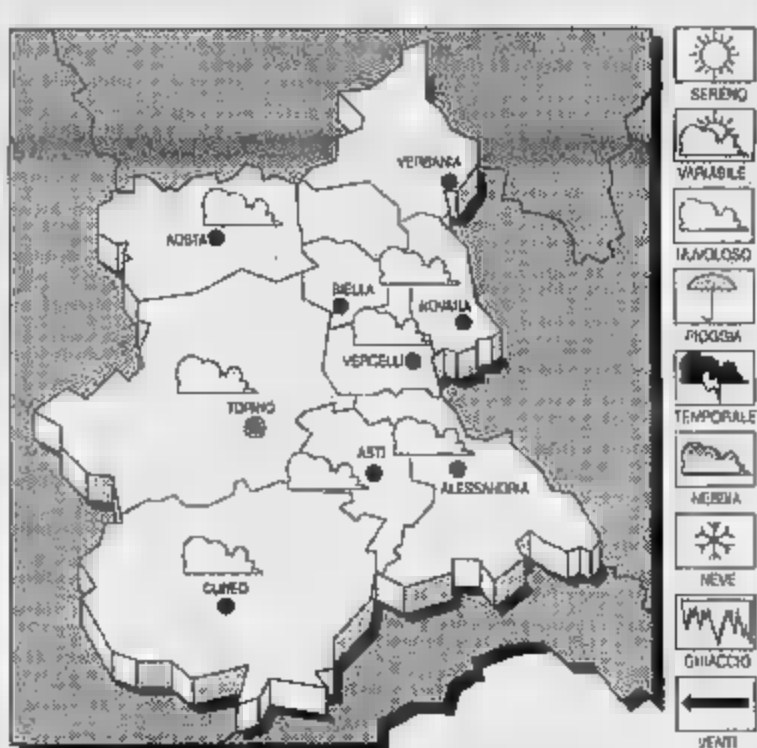 VERBANIA
AOSTA
BIELLA
NOVARA
VERCELLI
TORINO
ASTI
ALESSANDRIA
CUNEO
SERENO
VARIABILE
NUVOLOSO
PIOGGIA
TEMPORALE
NEBBIA
NEVE
GHIACCIO
VENTI